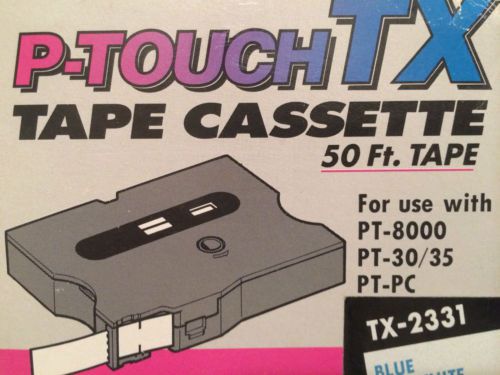 P-TOUCH TX
TAPE CASSETTE
50 Ft. TAPE
For use with
PT-8000
PT-30/35
PT-PC
TX-2331
BLUE